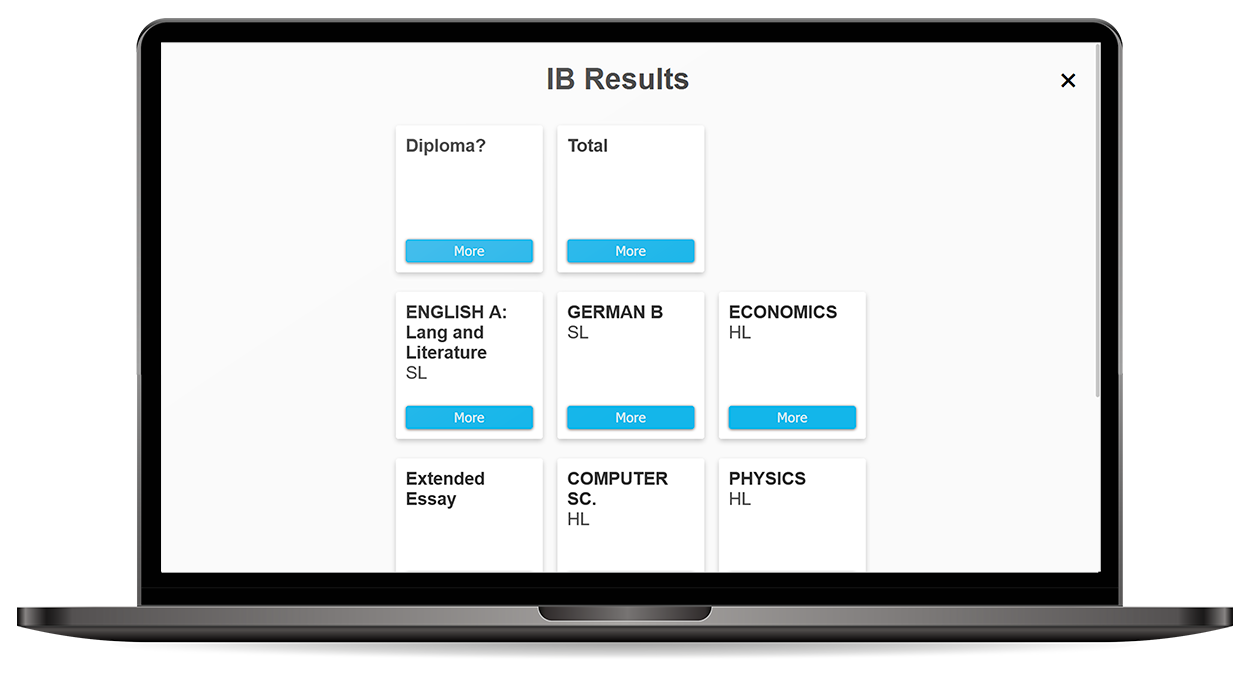 IB Results
×
Diploma?
More
Total
More
ENGLISH A:
Lang and
Literature
SL
More
GERMAN B
SL
More
ECONOMICS
HL
More
Extended
Essay
COMPUTER
SC.
HL
PHYSICS
HL